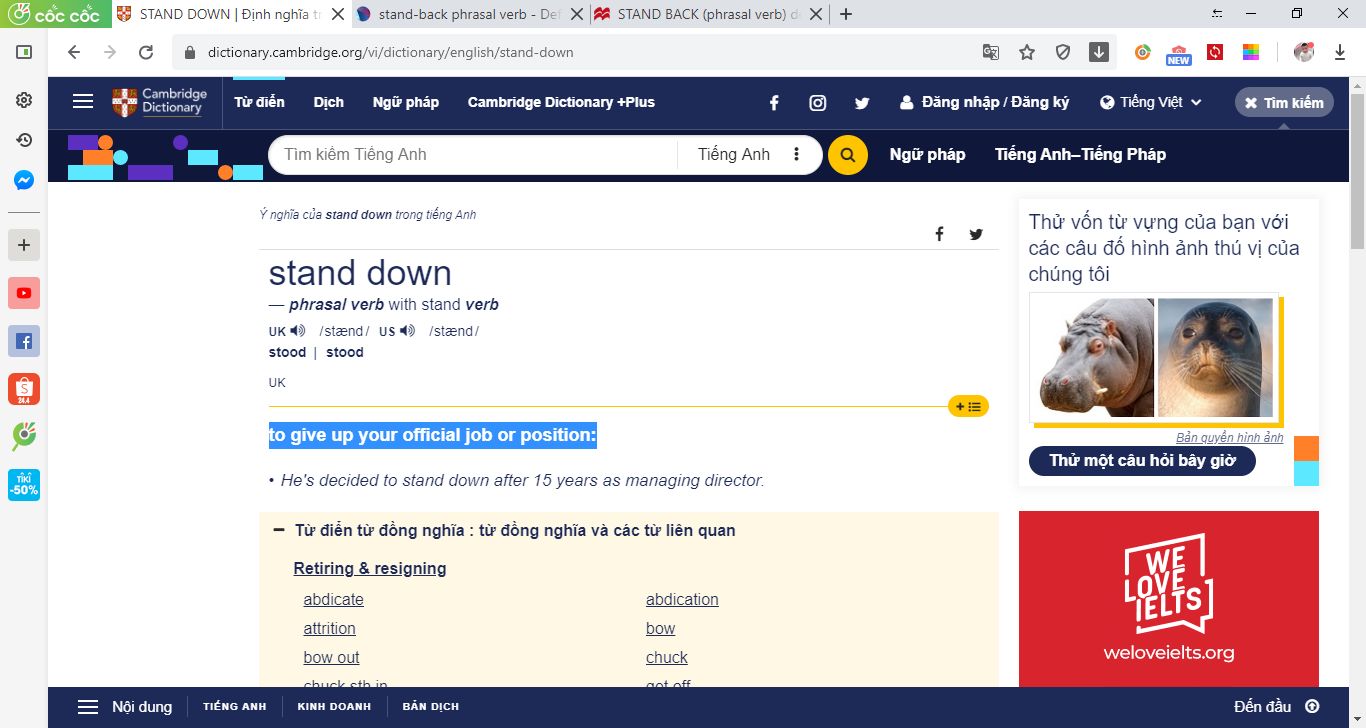 cốc cốc
STAND DOWN | Định nghĩa tr
stand-back phrasal verb - Def
STAND BACK (phrasal verb) de
dictionary.cambridge.org/vi/dictionary/english/stand-down
NEW
Cambridge
Dictionary
Từ điển Dịch Ngữ pháp Cambridge Dictionary +Plus Đăng nhập / Đăng ký Tiếng Việt Tìm kiếm
Tìm kiếm Tiếng Anh Tiếng Anh Ngữ pháp Tiếng Anh–Tiếng Pháp
Ý nghĩa của stand down trong tiếng Anh
stand down
— phrasal verb with stand verb
UK /stænd/ US /stænd/
stood | stood
UK
to give up your official job or position:
• He's decided to stand down after 15 years as managing director.
Từ điển từ đồng nghĩa : từ đồng nghĩa và các từ liên quan
Retiring & resigning
abdicate abdication
attrition bow
bow out chuck
chuck sth in got off
Thử vốn từ vựng của bạn với
các câu đố hình ảnh thú vị của
chúng tôi
Bản quyền hình ảnh
Thử một câu hỏi bây giờ
WE
LOVE
IELTS
weloveielts.org
S
24.4
TIKI
-50%
Nội dung TIẾNG ANH KINH DOANH BẢN DỊCH Đến đầu